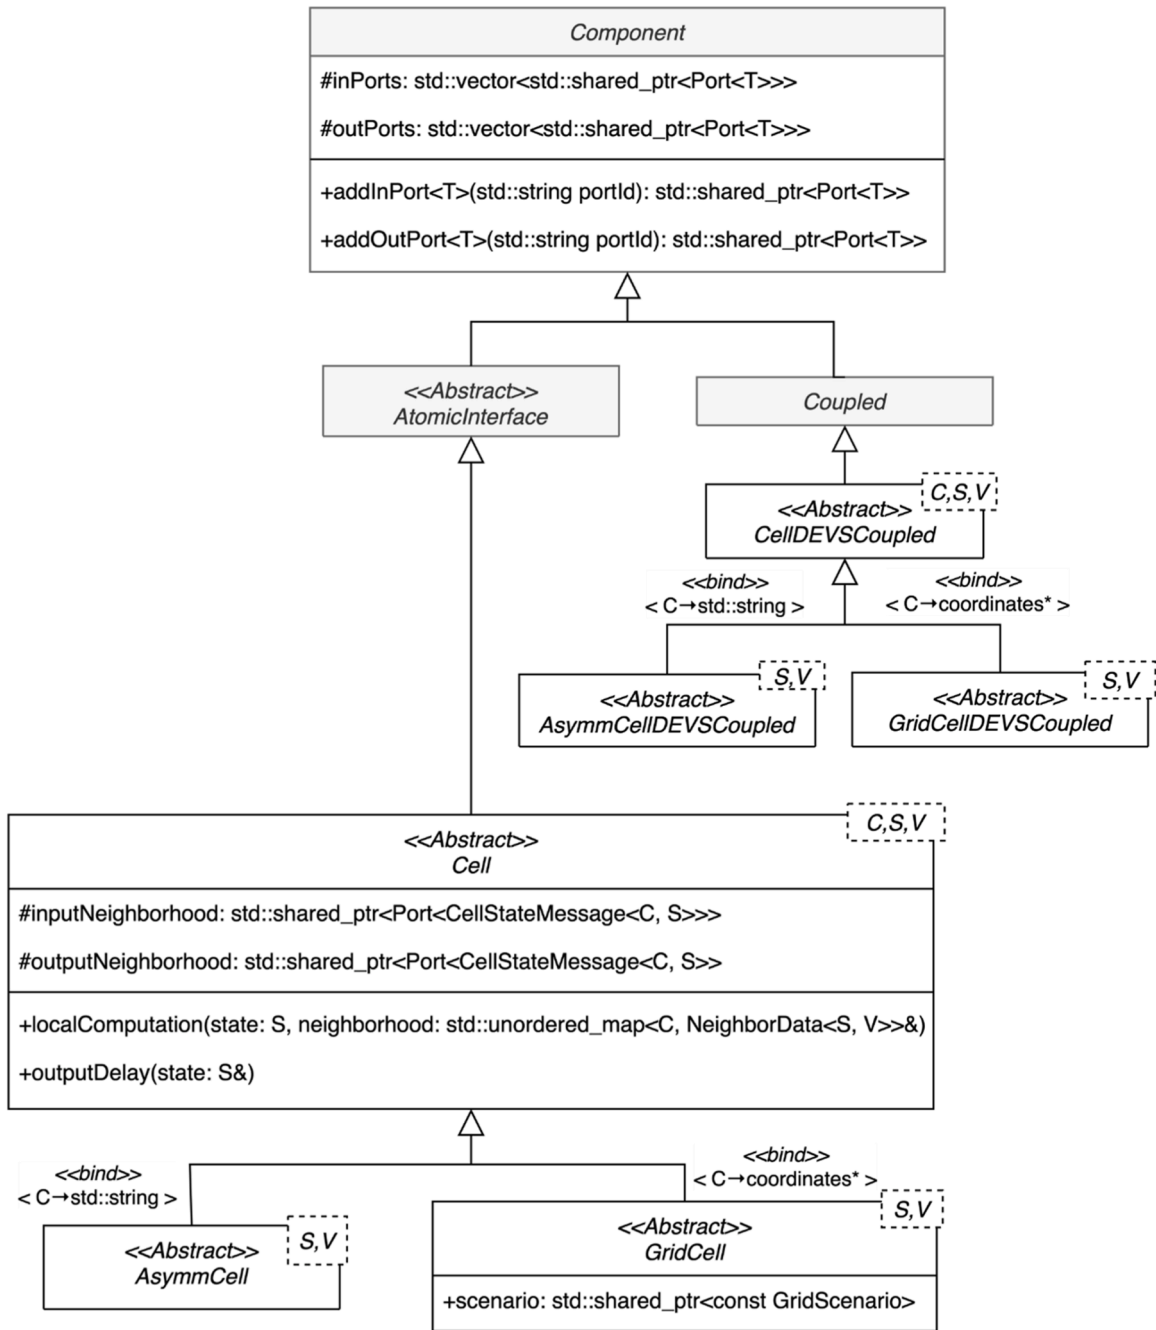 Component
#inPorts: std::vector<std::shared_ptr<Port<T>>>
#outPorts: std::vector<std::shared_ptr<Port<T>>>
+addInPort<T>(std::string portId): std::shared_ptr<Port<T>>
+addOutPort<T>(std::string portId): std::shared_ptr<Port<T>>
<<Abstract>>
AtomicInterface
Coupled
C,S,V
<<Abstract>>
CellDEVSCoupled
<<bind>>
< C→std::string >
<<bind>>
< C→coordinates* >
S,V
<<Abstract>>
AsymmCellDEVSCoupled
S,V
<<Abstract>>
GridCellDEVSCoupled
C,S,V
<<Abstract>>
Cell
#inputNeighborhood: std::shared_ptr<Port<CellStateMessage<C, S>>>
#outputNeighborhood: std::shared_ptr<Port<CellStateMessage<C, S>>
+localComputation(state: S, neighborhood: std::unordered_map<C, NeighborData<S, V>>&)
+outputDelay(state: S&)
<<bind>>
< C→std::string >
<<bind>>
< C→coordinates* >
S,V
<<Abstract>>
AsymmCell
S,V
<<Abstract>>
GridCell
+scenario: std::shared_ptr<const GridScenario>